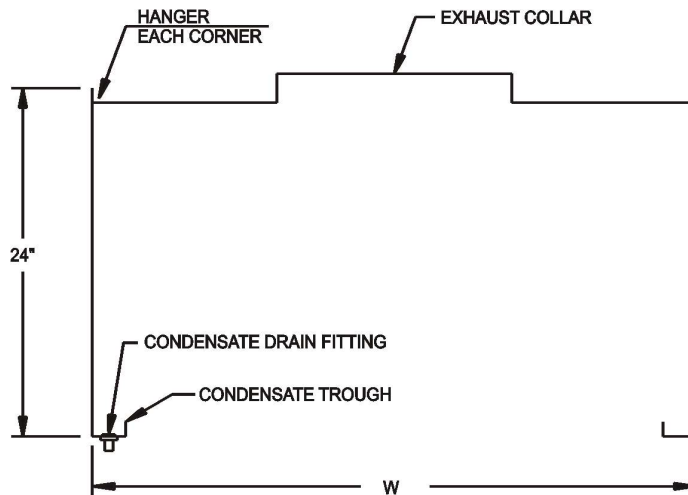 HANGER
EACH CORNER
EXHAUST COLLAR
24"
CONDENSATE DRAIN FITTING
CONDENSATE TROUGH
W